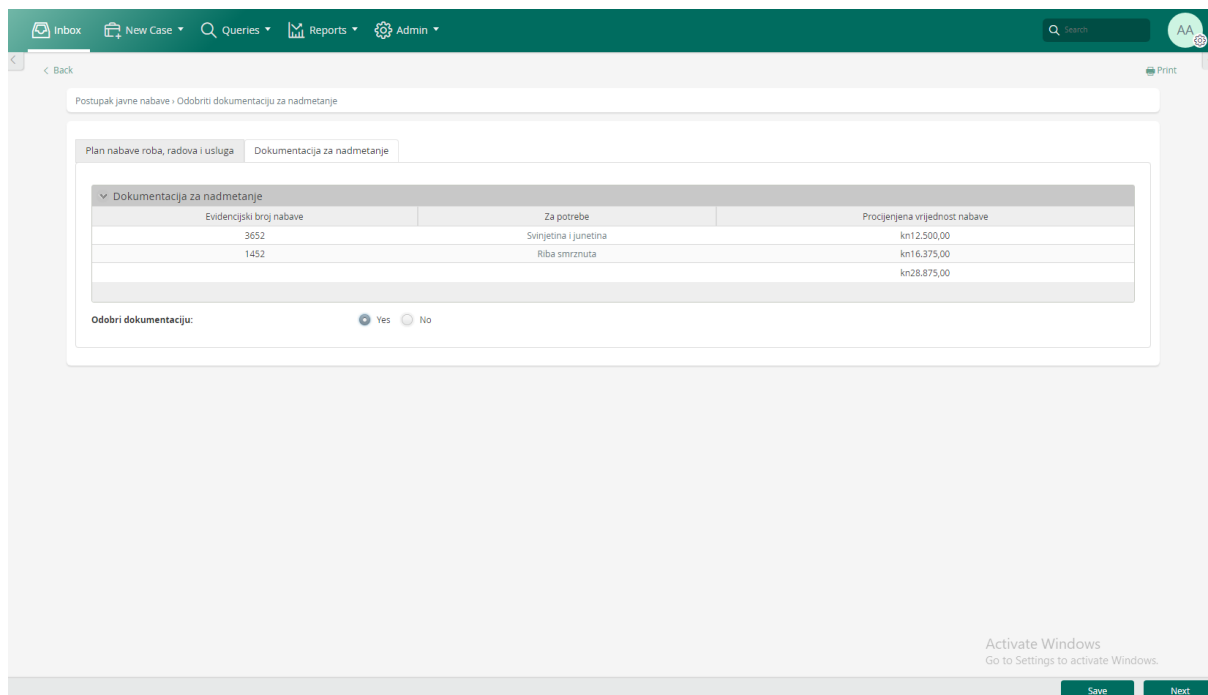 Inbox New Case Queries Reports Admin Search AA
Back Print
Postupak javne nabave › Odobriti dokumentaciju za nadmetanje
Plan nabave roba, radova i usluga Dokumentacija za nadmetanje
Dokumentacija za nadmetanje
Evidencijski broj nabave Za potrebe Procijenjena vrijednost nabave
3652 Svinjetina i junetina kn12.500,00
1452 Riba smrznuta kn16.375,00
kn28.875,00
Odobri dokumentaciju: Yes No
Activate Windows
Go to Settings to activate Windows.
Save Next